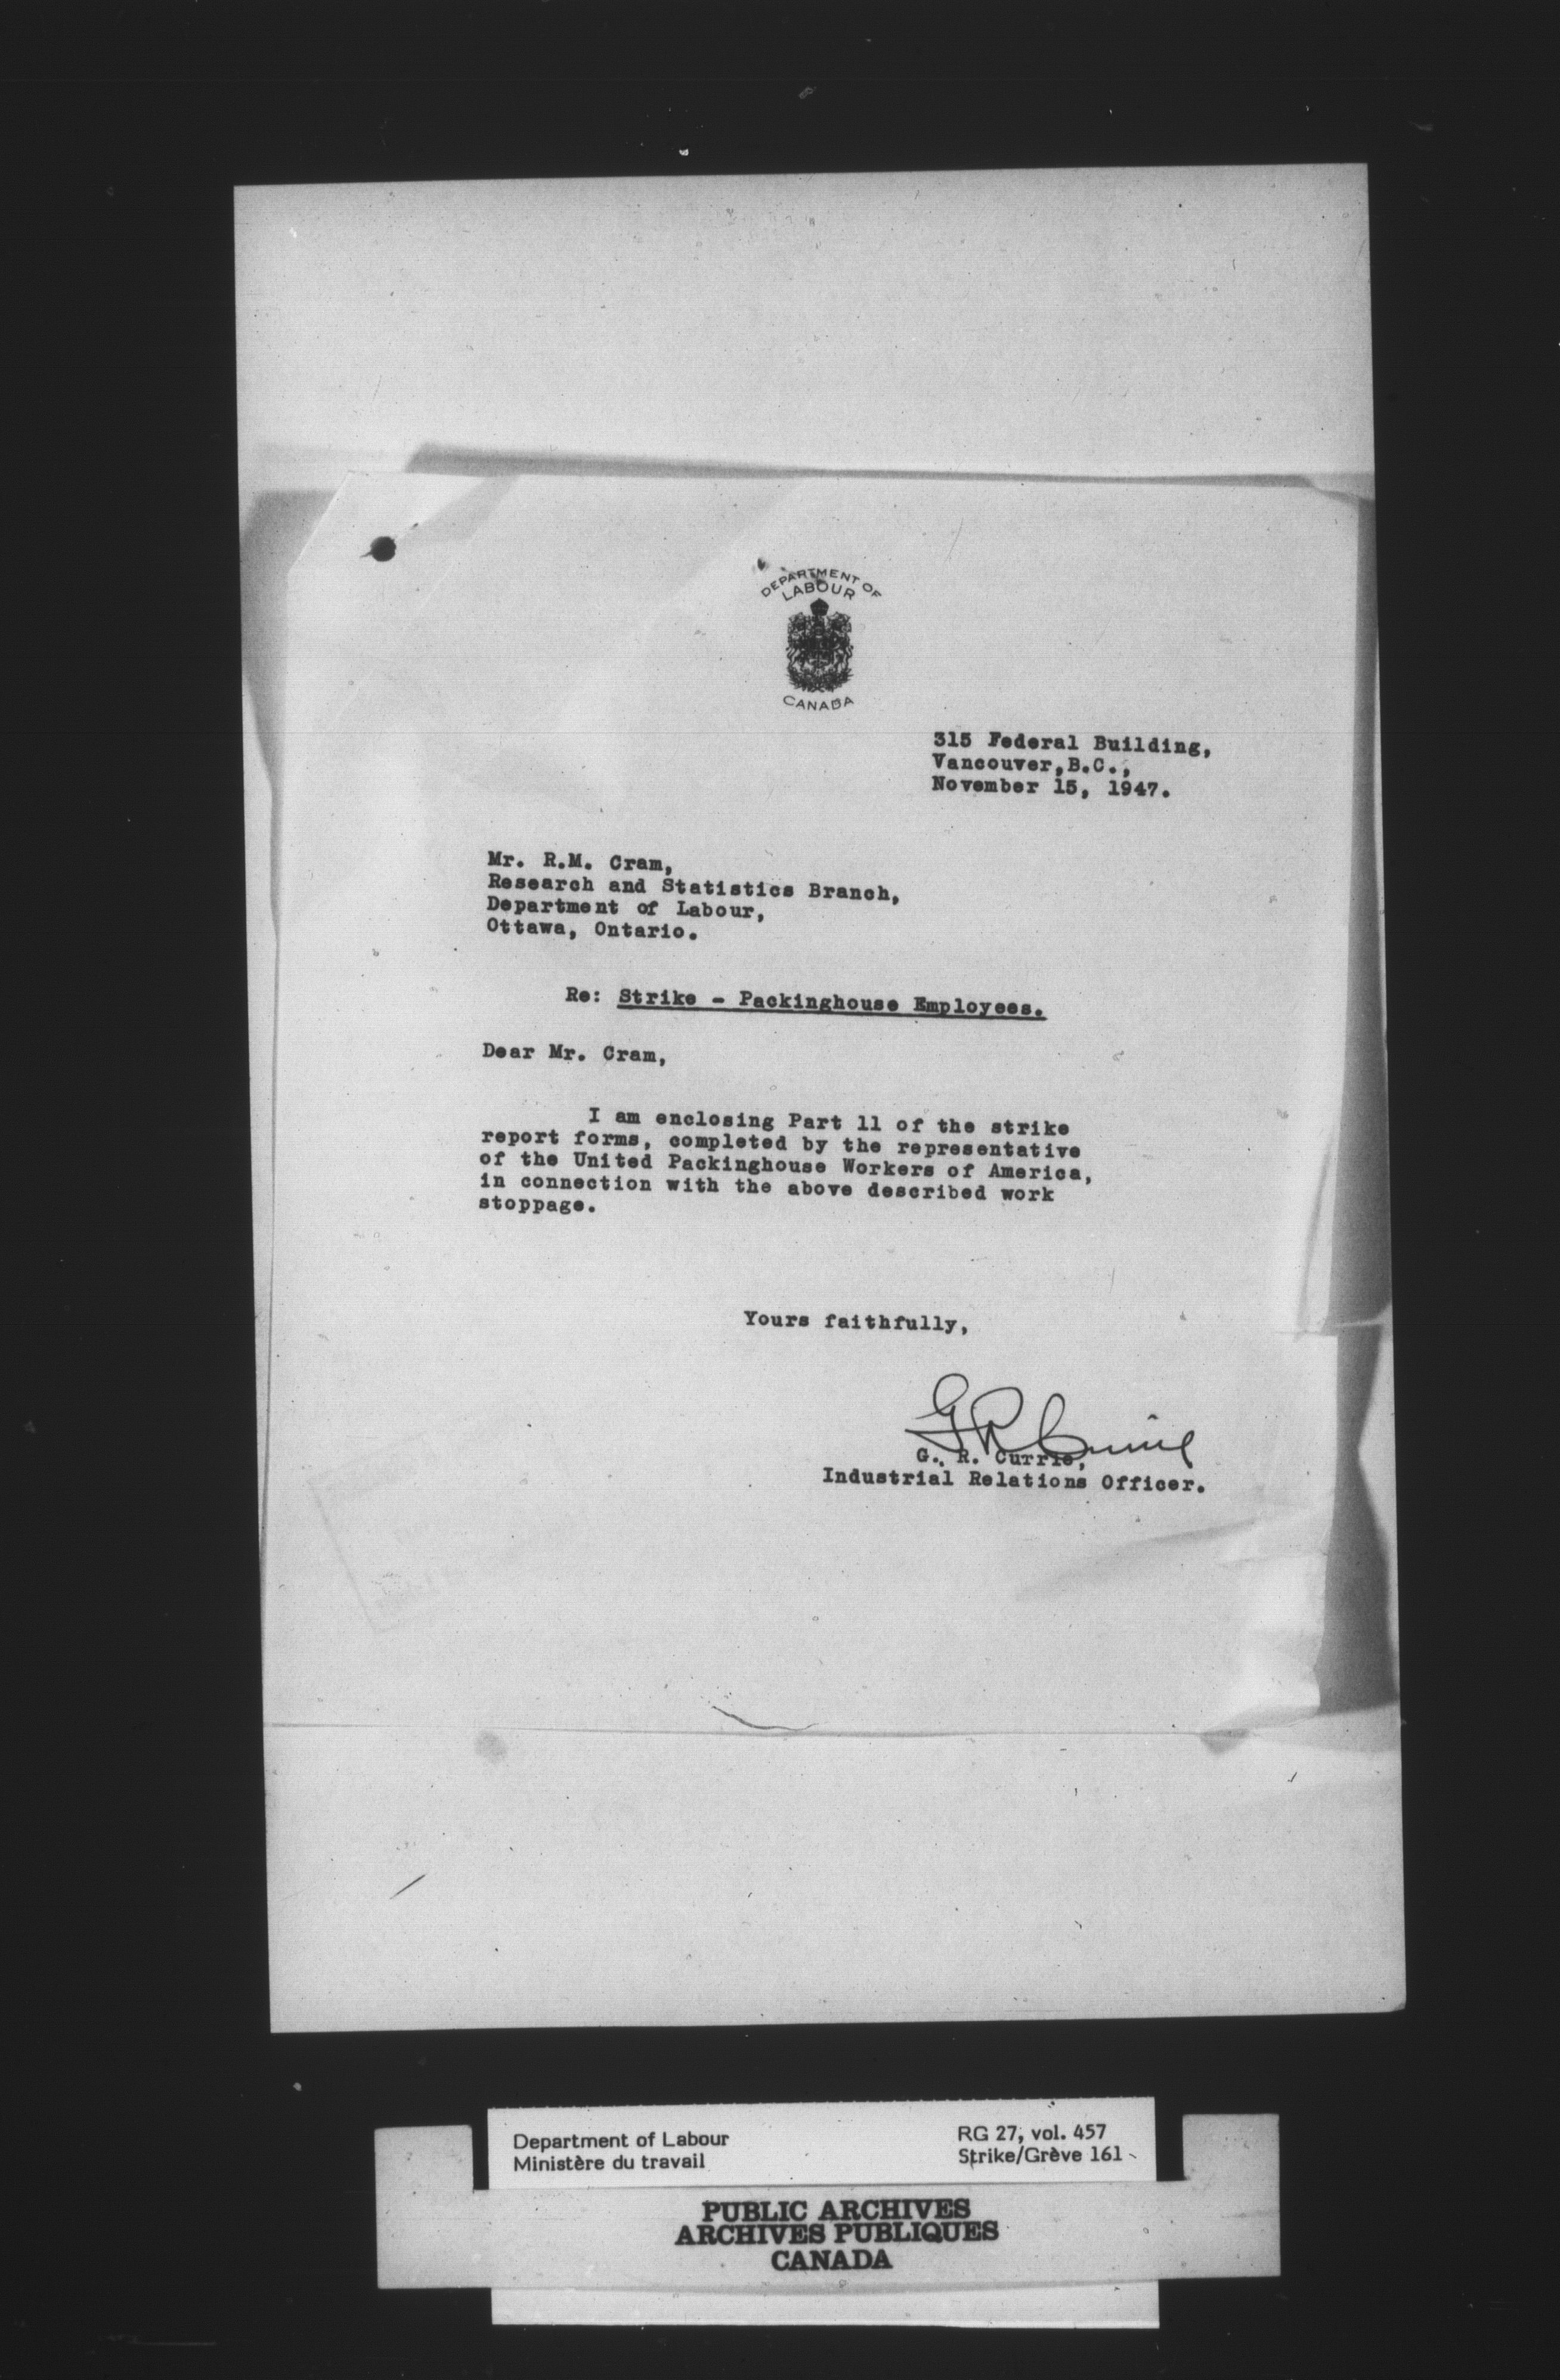 DEPARTMENT OF
LABOUR
CANADA
315 Federal Building,
Vancouver,B.C.,
November 15, 1947.
Mr. R.M. Cram,
Research and Statistics Branch,
Department of Labour,
Ottawa, Ontario.
Re: Strike - Packinghouse Employees.
Dear Mr. Cram,
I am enclosing Part 11 of the strike
report forms, completed by the representative
of the United Packinghouse Workers of America,
in connection with the above described work
stoppage.
Yours faithfully,
G R Currie
G. R. Currie,
Industrial Relations Officer.
Department of Labour
Ministère du travail
RG 27, vol. 457
Strike/Grève 161
PUBLIC ARCHIVES
ARCHIVES PUBLIQUES
CANADA